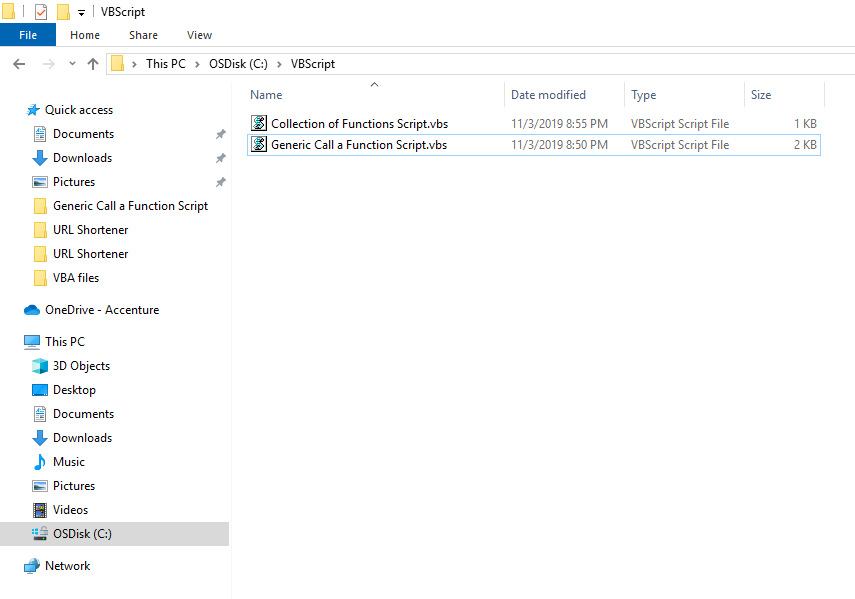 VBScript
File Home Share View
This PC OSDisk (C:) VBScript
Name Date modified Type Size
Collection of Functions Script.vbs 11/3/2019 8:55 PM VBScript Script File 1 KB
Generic Call a Function Script.vbs 11/3/2019 8:50 PM VBScript Script File 2 KB
Quick access
Documents
Downloads
Pictures
Generic Call a Function Script
URL Shortener
URL Shortener
VBA files
OneDrive - Accenture
This PC
3D Objects
Desktop
Documents
Downloads
Music
Pictures
Videos
OSDisk (C:)
Network